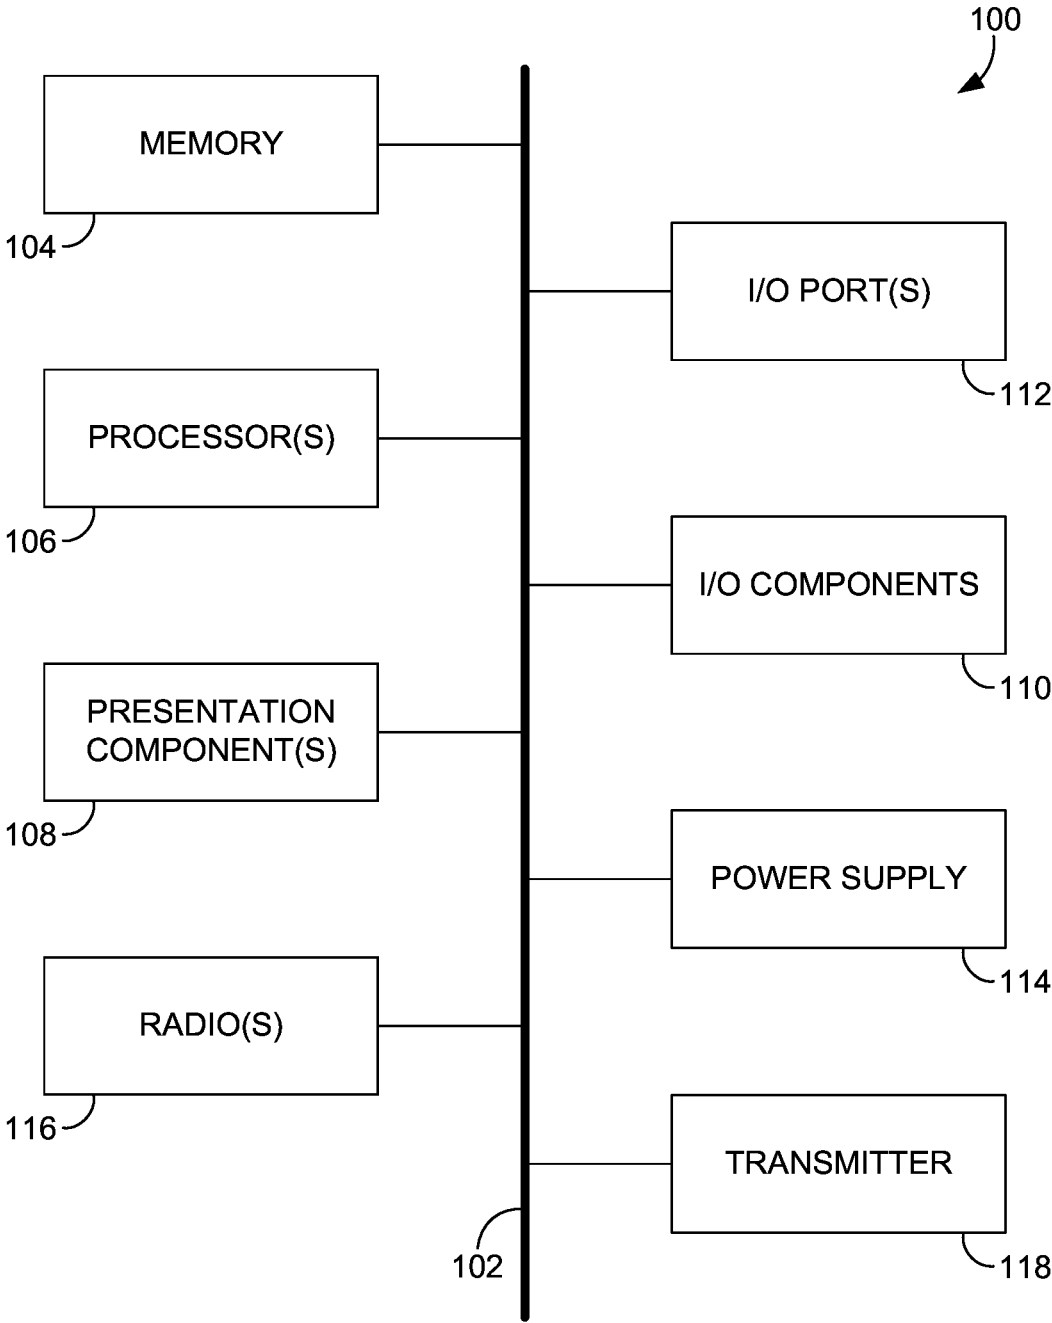 100
MEMORY
104
I/O PORT(S)
112
PROCESSOR(S)
106
I/O COMPONENTS
110
PRESENTATION
COMPONENT(S)
108
POWER SUPPLY
114
RADIO(S)
116
TRANSMITTER
118
102